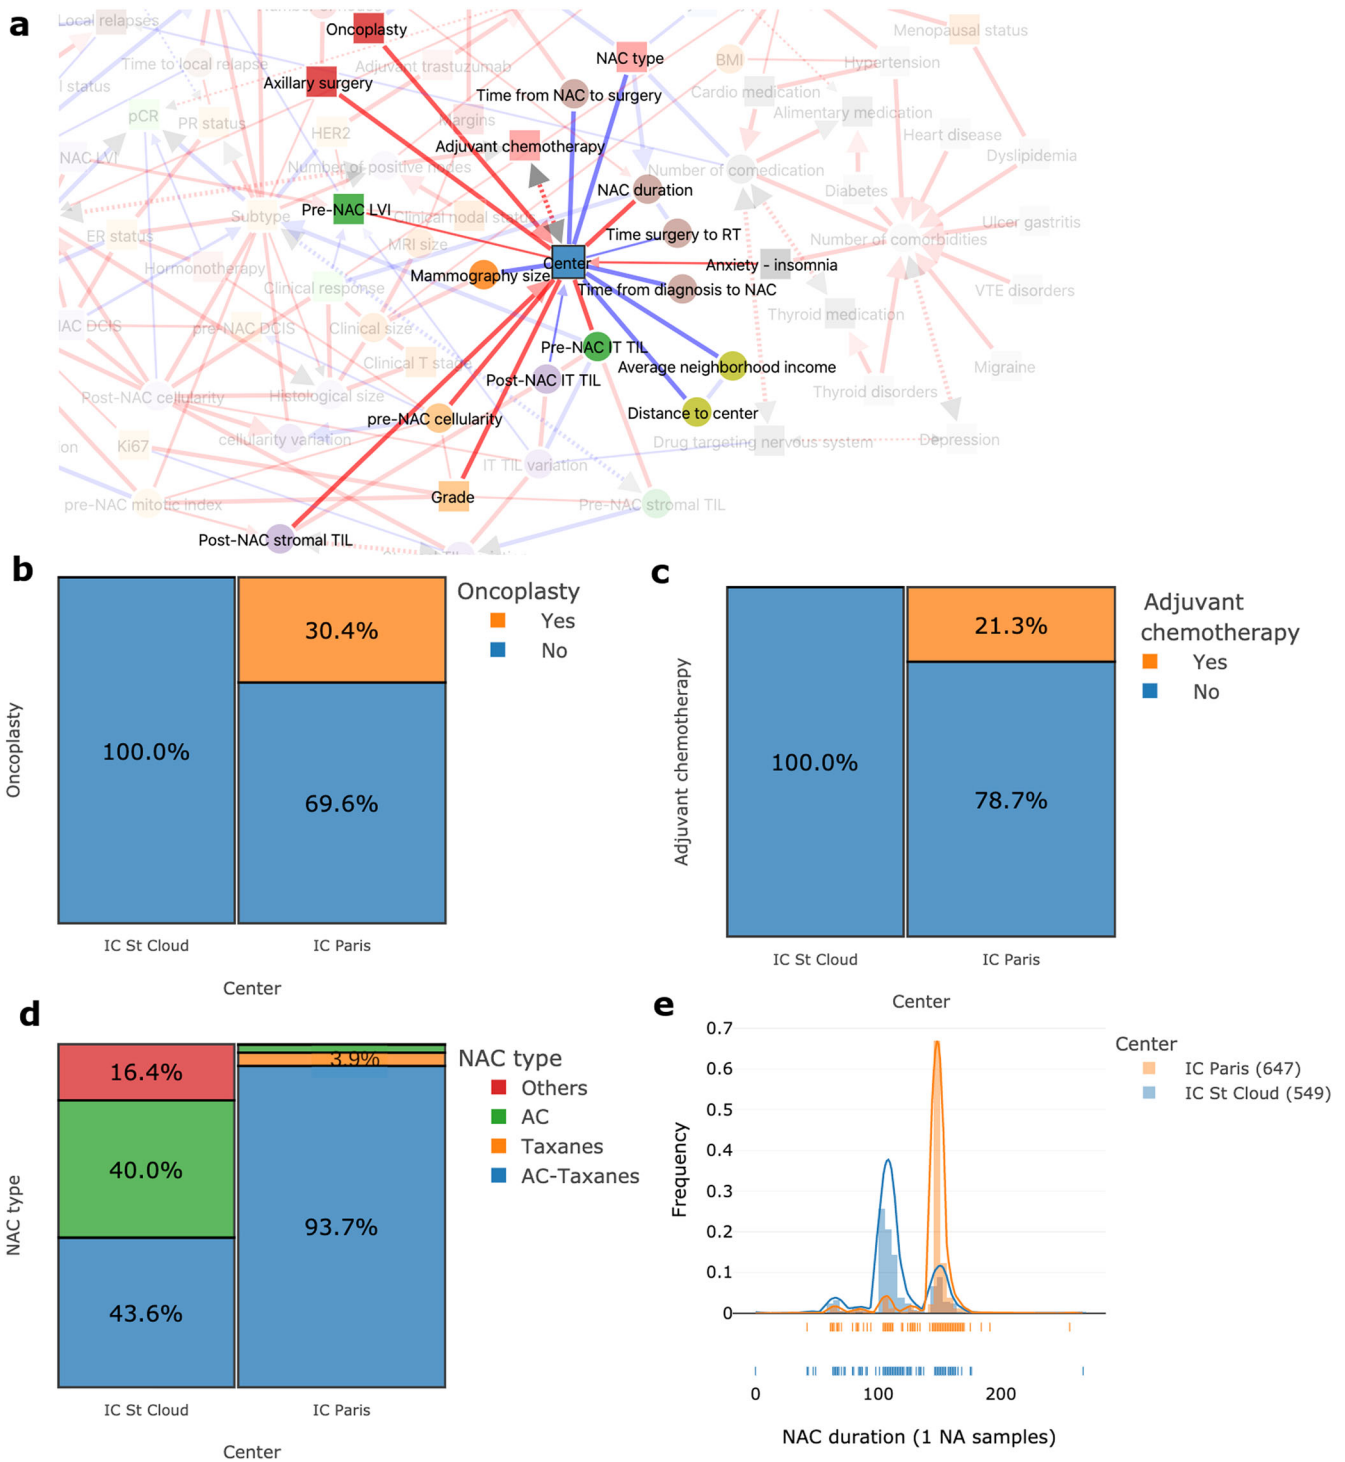 a
Local relapses
Oncoplasty
NAC type
Menopausal status
Time to local relapse
Adjuvant trastuzumab
BMI
Hypertension
l status
Axillary surgery
Time from NAC to surgery
Cardio medication
pCR
PR status
Margins
Alimentary medication
HER2
Adjuvant chemotherapy
Heart disease
NAC LVI
Number of positive nodes
Number of comedication
Dyslipidemia
NAC duration
Diabetes
Pre-NAC LVI
Clinical nodal status
Subtype
Ulcer gastritis
ER status
MRI size
Time surgery to RT
Number of comorbidities
Hormonotherapy
Center
Anxiety - insomnia
Mammography size
Clinical response
Time from diagnosis to NAC
VTE disorders
AC DCIS
pre-NAC DCIS
Clinical size
Thyroid medication
Clinical T stage
Pre-NAC IT TIL
Average neighborhood income
Migraine
Post-NAC IT TIL
Post-NAC cellularity
Histological size
Thyroid disorders
pre-NAC cellularity
Distance to center
on
Ki67
cellularity variation
Drug targeting nervous system
Depression
IT TIL variation
pre-NAC mitotic index
Grade
Pre-NAC stromal TIL
Post-NAC stromal TIL
b
Oncoplasty
Yes
No
30.4%
100.0%
69.6%
Oncoplasty
IC St Cloud
IC Paris
Center
c
Adjuvant
chemotherapy
Yes
No
21.3%
100.0%
78.7%
Adjuvant chemotherapy
IC St Cloud
IC Paris
Center
d
NAC type
Others
AC
Taxanes
AC-Taxanes
16.4%
3.9%
40.0%
93.7%
43.6%
NAC type
IC St Cloud
IC Paris
Center
e
Center
IC Paris (647)
IC St Cloud (549)
0.7
0.6
0.5
0.4
0.3
0.2
0.1
0
Frequency
0
100
200
NAC duration (1 NA samples)